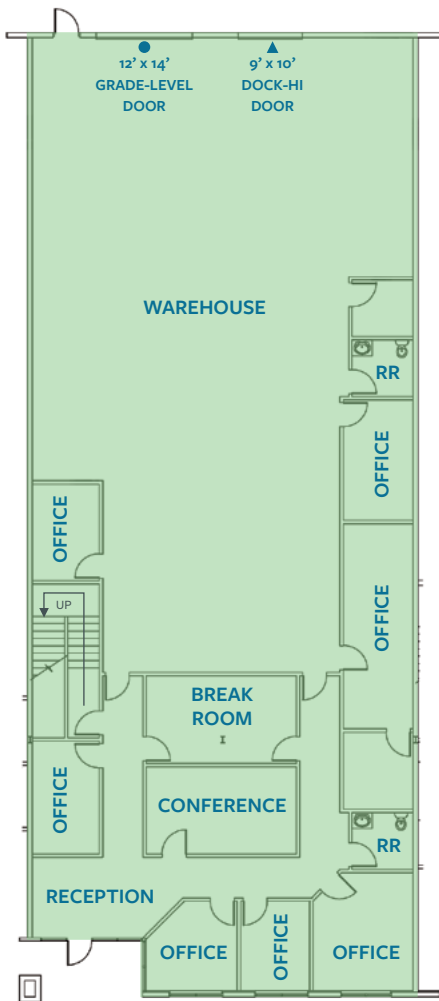 12' x 14'
GRADE-LEVEL
DOOR
9' x 10'
DOCK-HI
DOOR
WAREHOUSE
RR
OFFICE
OFFICE
OFFICE
UP
BREAK
ROOM
OFFICE
CONFERENCE
RR
RECEPTION
OFFICE
OFFICE
OFFICE